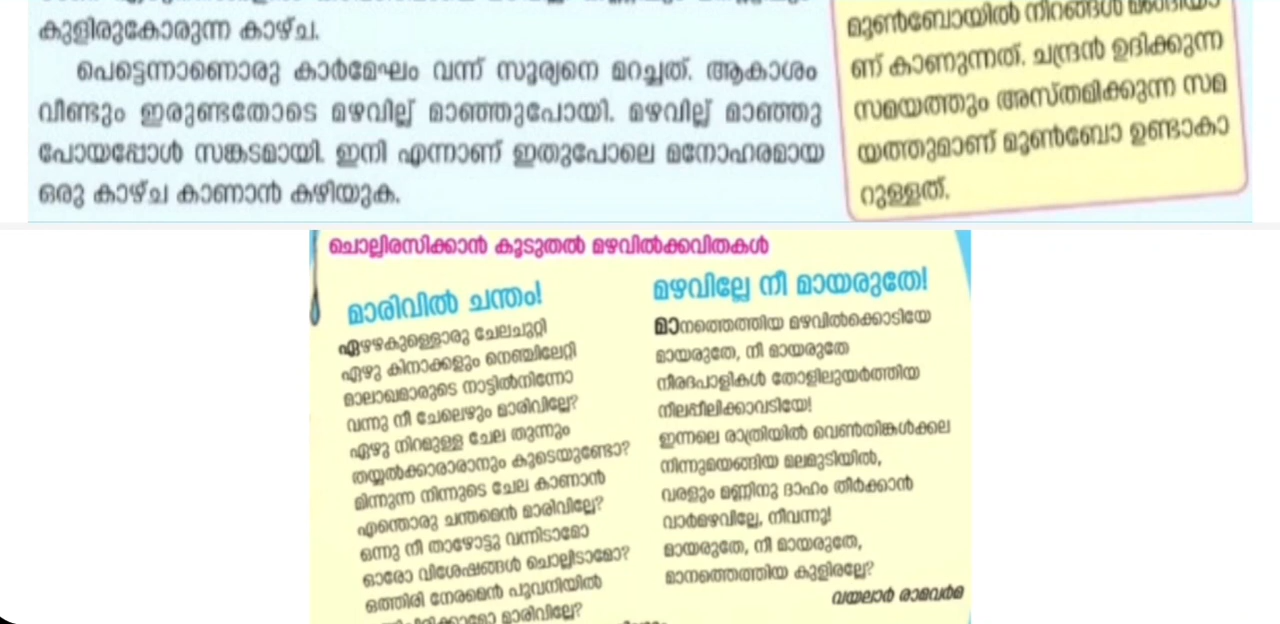 കുളിരുകോരുന്ന കാഴ്ച.
പെട്ടെന്നാണൊരു കാർമേഘം വന്ന് സൂര്യനെ മറച്ചത്. ആകാശം
വീണ്ടും ഇരുണ്ടതോടെ മഴവില്ല് മാഞ്ഞുപോയി. മഴവില്ല് മാഞ്ഞു
പോയപ്പോൾ സങ്കടമായി. ഇനി എന്നാണ് ഇതുപോലെ മനോഹരമായ
ഒരു കാഴ്ച കാണാൻ കഴിയുക.
മൂൺബോയിൽ നിറങ്ങൾ മങ്ങിയാ
ണ് കാണുന്നത്. ചന്ദ്രൻ ഉദിക്കുന്ന
സമയത്തും അസ്തമിക്കുന്ന സമ
യത്തുമാണ് മൂൺബോ ഉണ്ടാകാ
റുള്ളത്.
ചൊല്ലിരസിക്കാൻ കൂടുതൽ മഴവിൽക്കവിതകൾ
മാരിവിൽ ചന്തം!
ഏഴഴകുള്ളൊരു ചേലചുറ്റി
ഏഴു കിനാക്കളും നെഞ്ചിലേറ്റി
മാലാഖമാരുടെ നാട്ടിൽനിന്നോ
വന്നു നീ ചേലെഴും മാരിവില്ലേ?
ഏഴു നിറമുള്ള ചേല തുന്നും
തയ്യൽക്കാരാരാനും കൂടെയുണ്ടോ?
മിന്നുന്ന നിന്നുടെ ചേല കാണാൻ
എന്തൊരു ചന്തമെൻ മാരിവില്ലേ?
ഒന്നു നീ താഴോട്ടു വന്നിടാമോ
ഓരോ വിശേഷങ്ങൾ ചൊല്ലിടാമോ?
ഒത്തിരി നേരമെൻ പൂവനിയിൽ
മാരിവില്ലേ?
മഴവില്ലേ നീ മായരുതേ!
മാനത്തെത്തിയ മഴവിൽക്കൊടിയേ
മായരുതേ, നീ മായരുതേ
നീരദപാളികൾ തോളിലുയർത്തിയ
നീലപ്പീലിക്കാവടിയേ!
ഇന്നലെ രാത്രിയിൽ വെൺതിങ്കൾക്കല
നിന്നുമയങ്ങിയ മലമുടിയിൽ,
വരളും മണ്ണിനു ദാഹം തീർക്കാൻ
വാർമഴവില്ലേ, നീവന്നു!
മായരുതേ, നീ മായരുതേ,
മാനത്തെത്തിയ കുളിരല്ലേ?
വയലാർ രാമവർമ